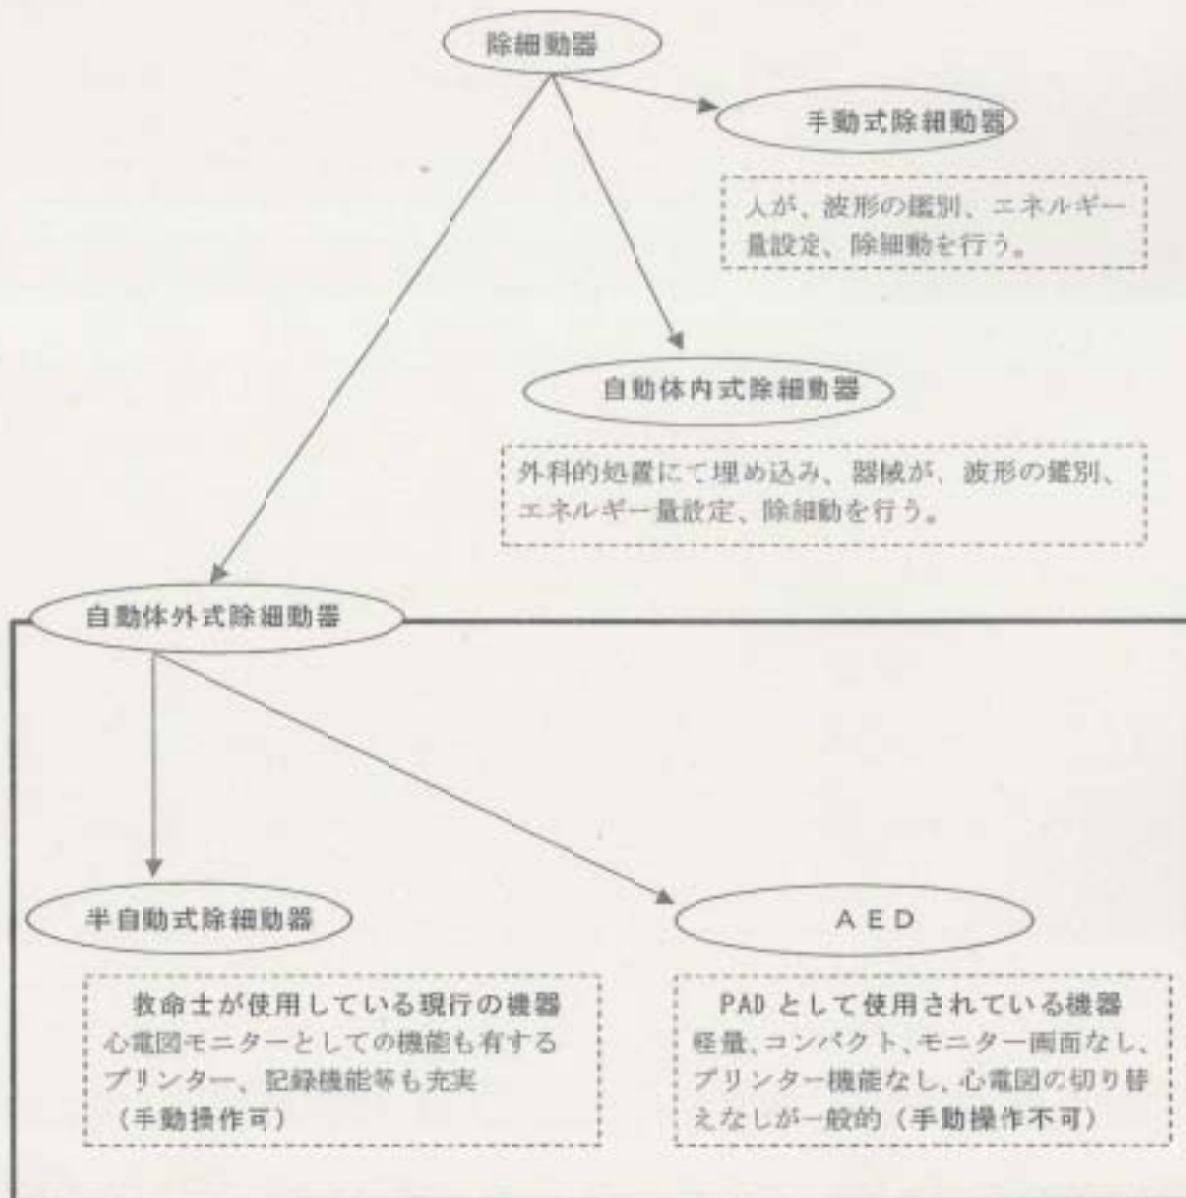 除細動器
手動式除細動器
人が、波形の鑑別、エネルギー
量設定、除細動を行う。
自動体内式除細動器
外科的処置にて埋め込み、器械が、波形の鑑別、
エネルギー量設定、除細動を行う。
自動体外式除細動器
半自動式除細動器
AED
救命士が使用している現行の機器
心電図モニターとしての機能も有する
プリンター、記録機能等も充実
(手動操作可)
PADとして使用されている機器
軽量、コンパクト、モニター画面なし、
プリンター機能なし、心電図の切り替
えなしが一般的(手動操作不可)